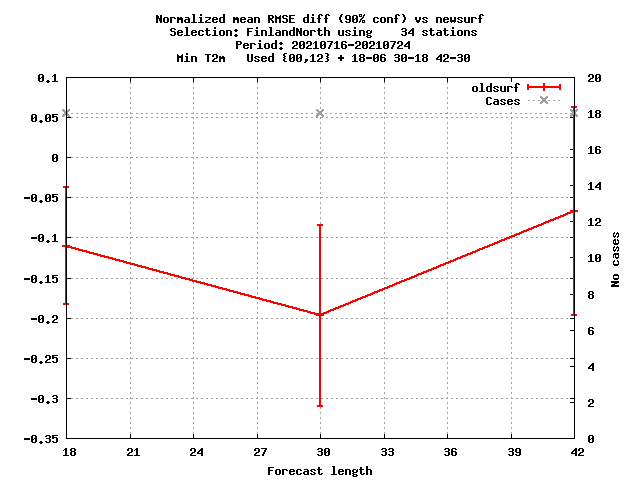 Normalized mean RMSE diff (90% conf) vs newsurf
Selection: FinlandNorth using    34 stations
Period: 20210716-20210724
Min T2m   Used {00,12} + 18-06 30-18 42-30
oldsurf
Cases
0.1
0.05
0
-0.05
-0.1
-0.15
-0.2
-0.25
-0.3
-0.35
20
18
16
14
12
10
8
6
4
2
0
No cases
18 21 24 27 30 33 36 39 42
Forecast length